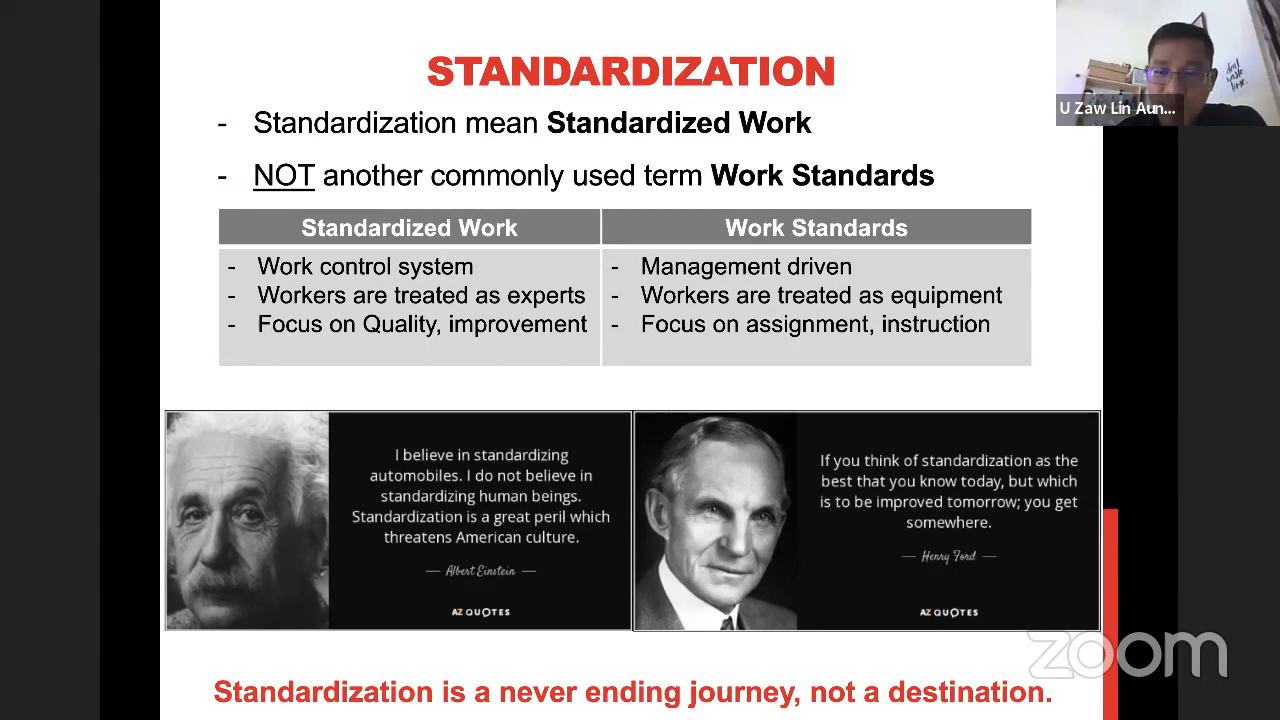 STANDARDIZATION
- Standardization mean Standardized Work
- NOT another commonly used term Work Standards
Standardized Work
- Work control system
- Workers are treated as experts
- Focus on Quality, improvement
Work Standards
- Management driven
- Workers are treated as equipment
- Focus on assignment, instruction
I believe in standardizing
automobiles. I do not believe in
standardizing human beings.
Standardization is a great peril which
threatens American culture.
— Albert Einstein —
AZ QUOTES
If you think of standardization as the
best that you know today, but which
is to be improved tomorrow; you get
somewhere.
— Henry Ford —
AZ QUOTES
Standardization is a never ending journey, not a destination.
U Zaw Lin Aun...
don't
waste
time.
zoom